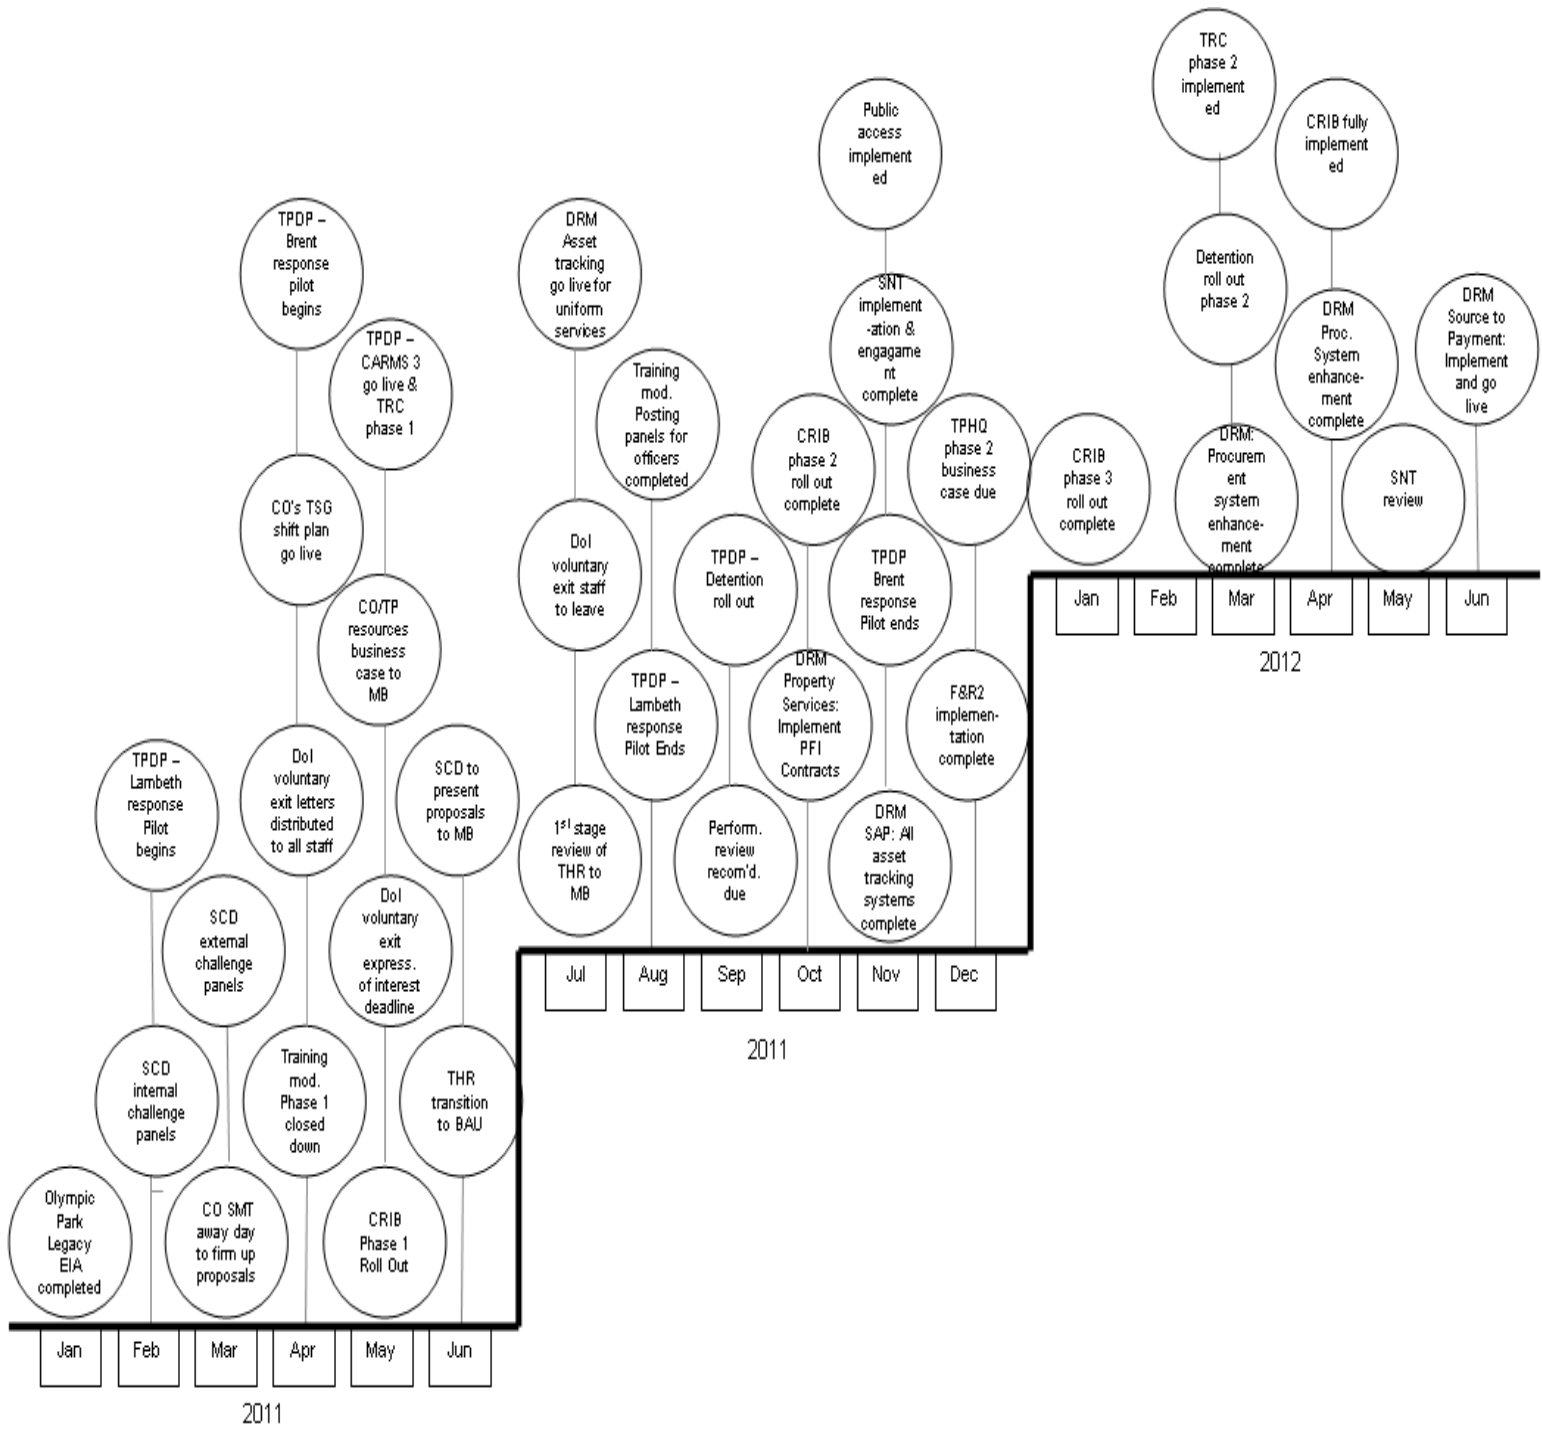 TRC
phase 2
implement
ed
Public
access
implement
ed
CRIB fully
implement
ed
TPDP –
Brent
response
pilot
begins
DRM
Asset
tracking
go live for
uniform
services
Detention
roll out
phase 2
SNT
implement
-ation &
engagame
nt
complete
DRM
Proc.
System
enhance-
ment
complete
DRM
Source to
Payment:
Implement
and go
live
TPDP –
CARMS 3
go live &
TRC
phase 1
Training
mod.
Posting
panels for
officers
completed
CRIB
phase 2
roll out
complete
TPHQ
phase 2
business
case due
CRIB
phase 3
roll out
complete
DRM:
Procurem
ent
system
enhance-
ment
complete
SNT
review
CO's TSG
shift plan
go live
DoI
voluntary
exit staff
to leave
TPDP –
Detention
roll out
TPDP
Brent
response
Pilot ends
Jan
Feb
Mar
Apr
May
Jun
2012
CO/TP
resources
business
case to
MB
TPDP –
Lambeth
response
Pilot Ends
DRM
Property
Services:
Implement
PFI
Contracts
F&R2
implemen-
tation
complete
TPDP –
Lambeth
response
Pilot
begins
DoI
voluntary
exit letters
distributed
to all staff
SCD to
present
proposals
to MB
1st stage
review of
THR to
MB
Perform.
review
recom'd.
due
DRM
SAP: All
asset
tracking
systems
complete
SCD
external
challenge
panels
DoI
voluntary
exit
express.
of interest
deadline
Jul
Aug
Sep
Oct
Nov
Dec
2011
SCD
internal
challenge
panels
Training
mod.
Phase 1
closed
down
THR
transition
to BAU
Olympic
Park
Legacy
EIA
completed
CO SMT
away day
to firm up
proposals
CRIB
Phase 1
Roll Out
Jan
Feb
Mar
Apr
May
Jun
2011